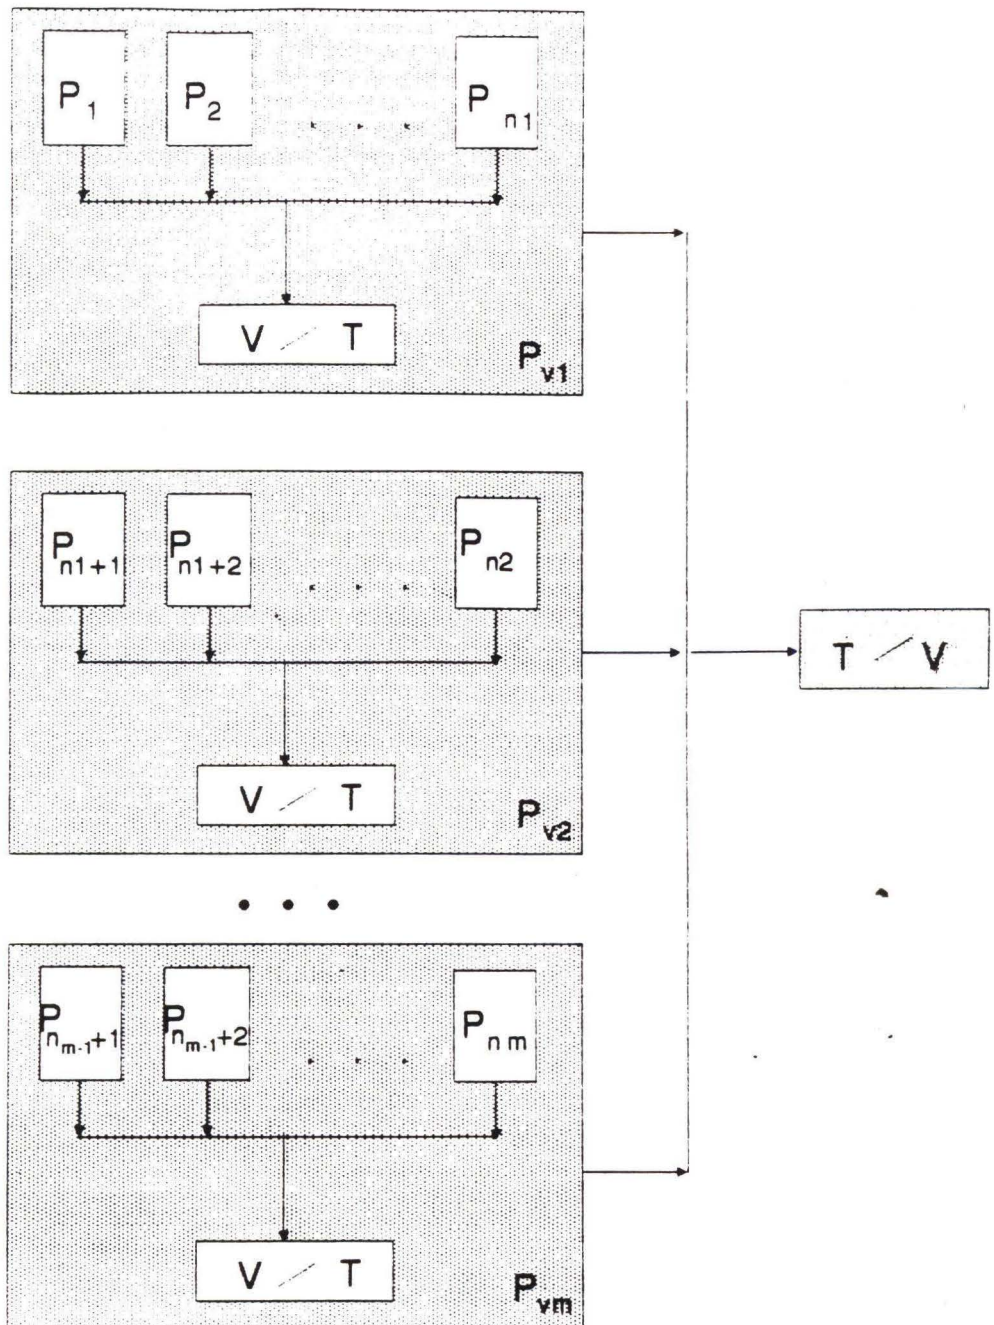 P1 P2 . . . Pn1
V / T
Pv1
Pn1+1 Pn1+2 . . . Pn2
V / T
Pv2
T / V
• • •
Pnm-1+1 Pnm-1+2 . . . Pnm
V / T
Pvm